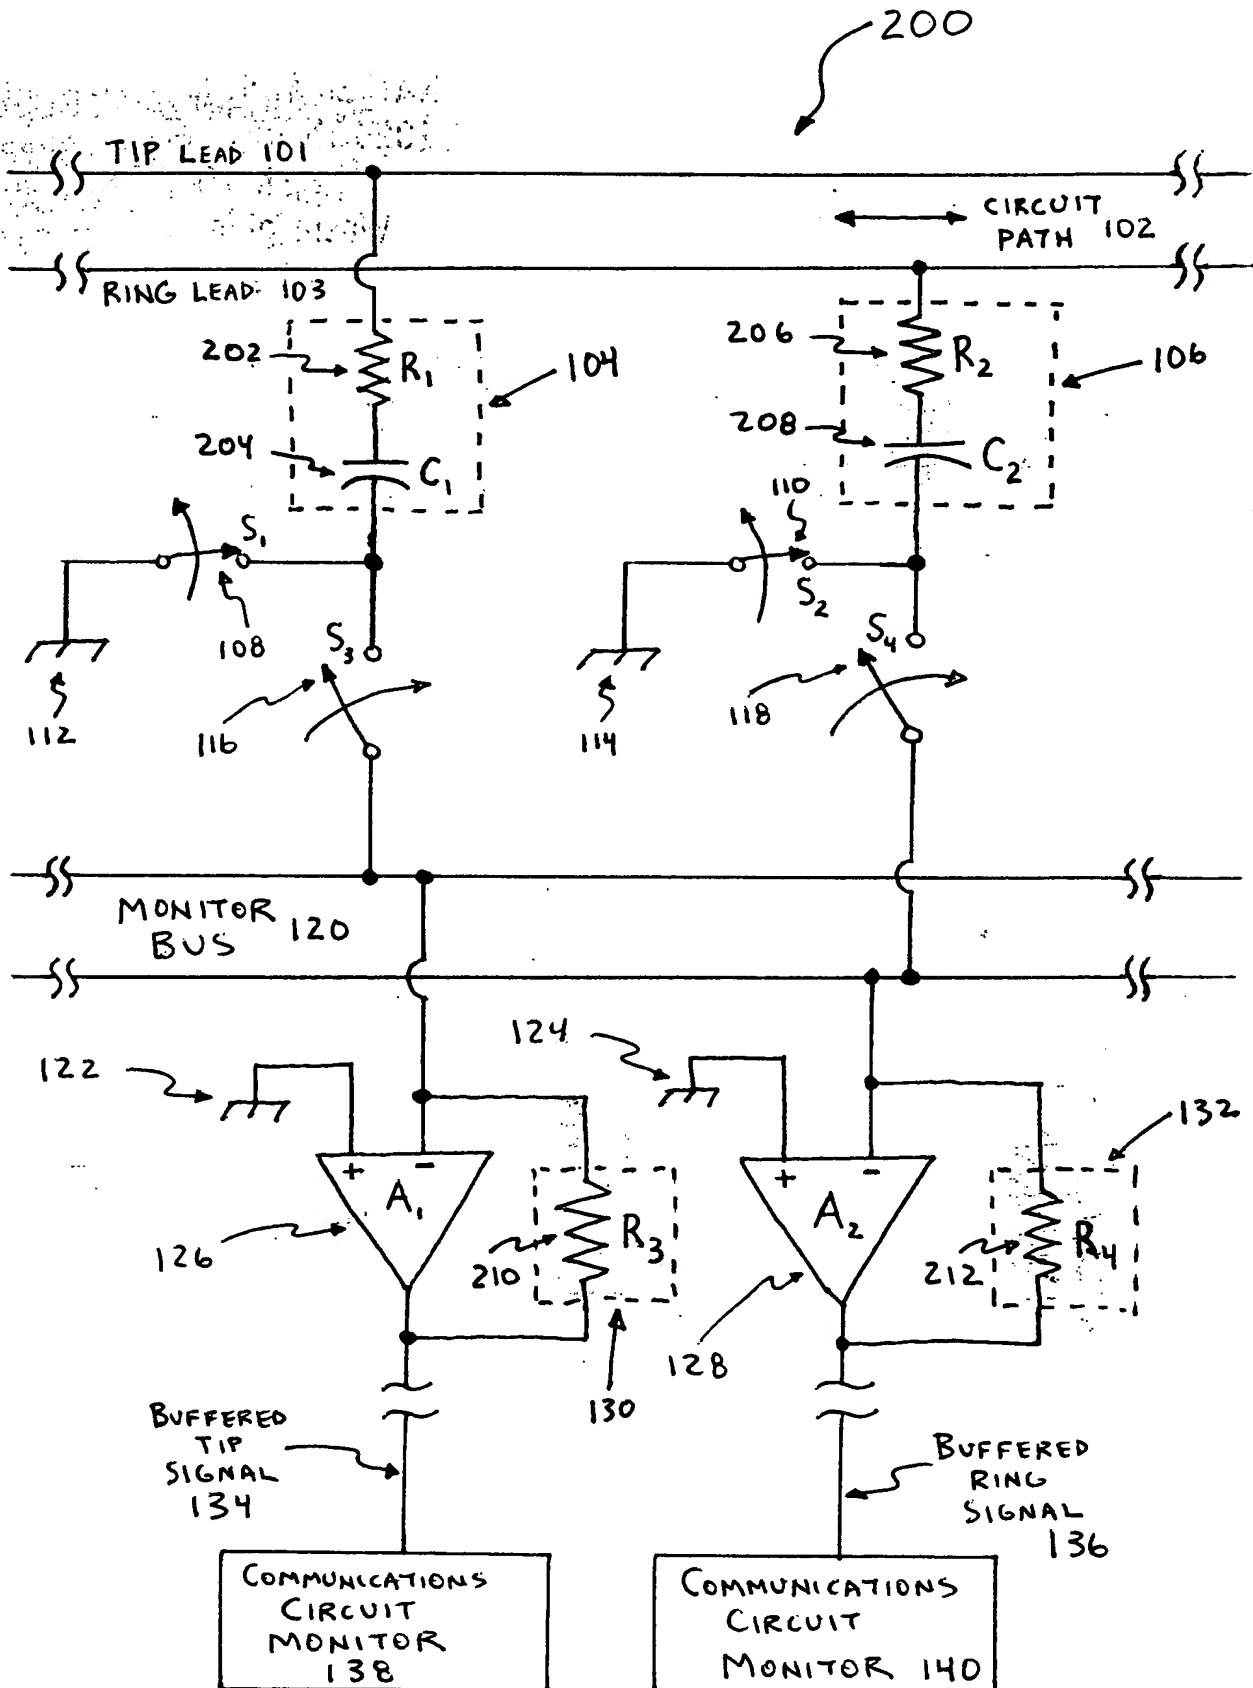 200
TIP LEAD 101
CIRCUIT
PATH 102
RING LEAD 103
202
R1
104
206
R2
106
204
C1
208
C2
S1
110
108
S2
S3
S4
112
116
114
118
MONITOR
BUS 120
122
124
132
+ -
A1
+ -
A2
126
210
R3
212
R4
128
130
BUFFERED
TIP
SIGNAL
134
BUFFERED
RING
SIGNAL
136
COMMUNICATIONS
CIRCUIT
MONITOR
138
COMMUNICATIONS
CIRCUIT
MONITOR 140